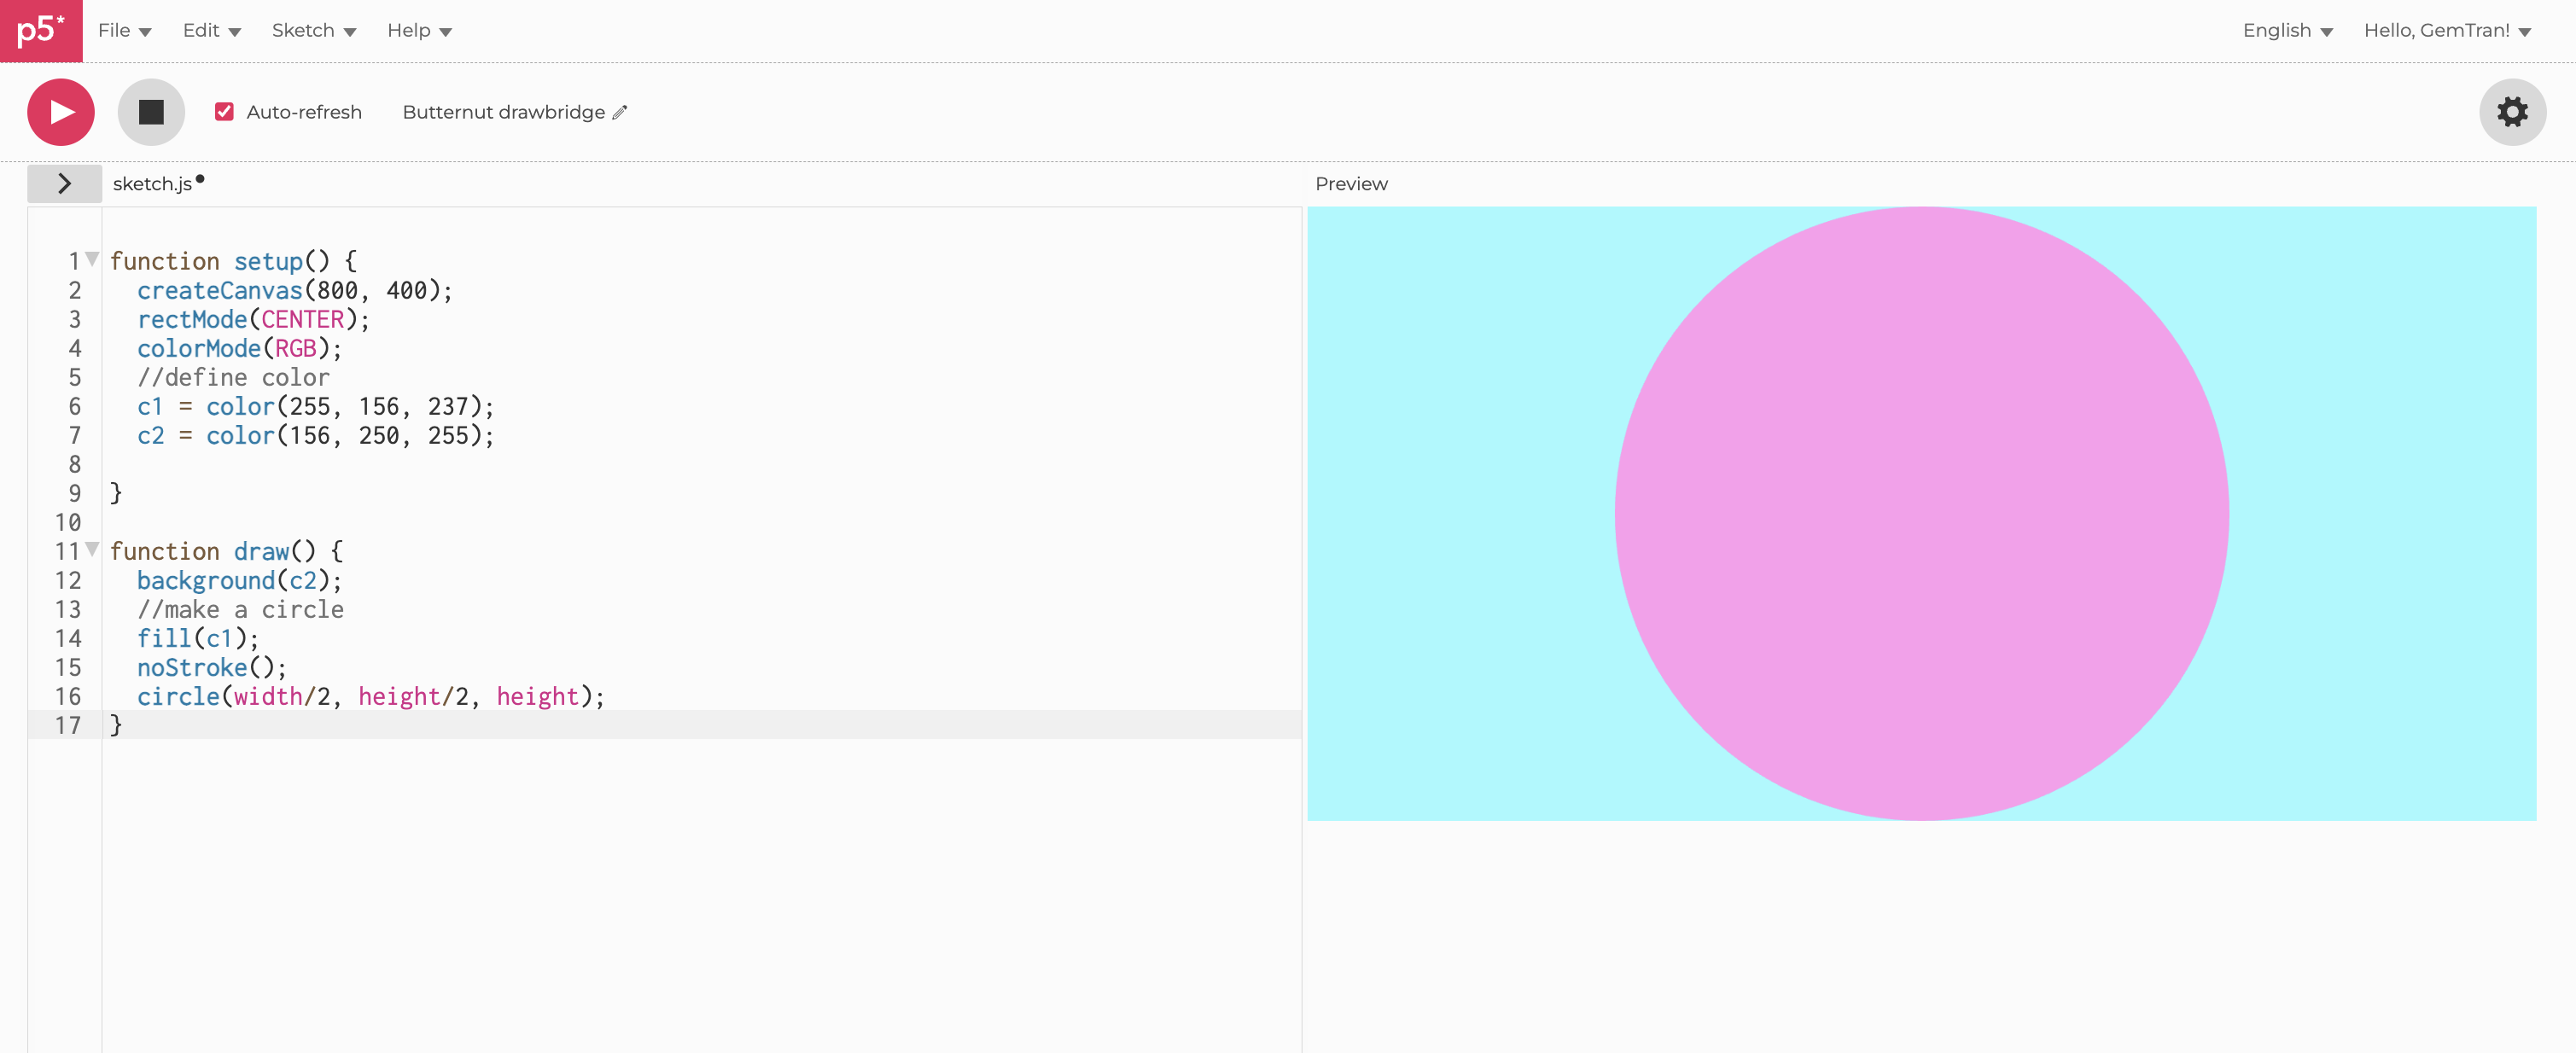 p5* File Edit Sketch Help English Hello, GemTran!
Auto-refresh Butternut drawbridge
sketch.js Preview
1 function setup() {
2 createCanvas(800, 400);
3 rectMode(CENTER);
4 colorMode(RGB);
5 //define color
6 c1 = color(255, 156, 237);
7 c2 = color(156, 250, 255);
8
9 }
10
11 function draw() {
12 background(c2);
13 //make a circle
14 fill(c1);
15 noStroke();
16 circle(width/2, height/2, height);
17 }